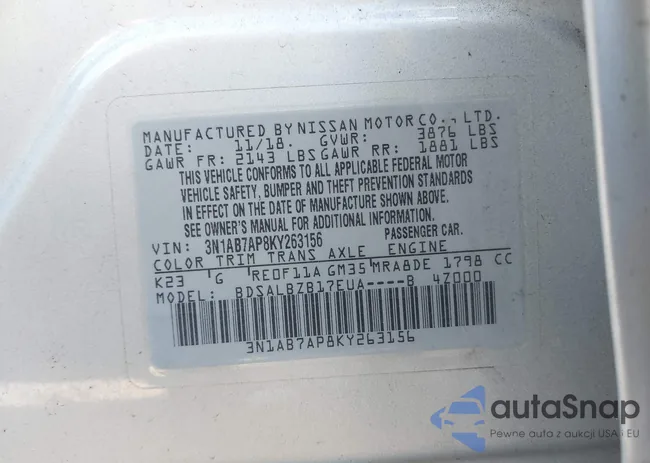 MANUFACTURED BY NISSAN MOTOR CO., LTD.
DATE: 11/18. GVWR: 3876 LBS
GAWR FR: 2143 LBS GAWR RR: 1881 LBS
THIS VEHICLE CONFORMS TO ALL APPLICABLE FEDERAL MOTOR
VEHICLE SAFETY, BUMPER AND THEFT PREVENTION STANDARDS
IN EFFECT ON THE DATE OF MANUFACTURE SHOWN ABOVE.
SEE OWNER'S MANUAL FOR ADDITIONAL INFORMATION.
VIN: 3N1AB7AP8KY263156 PASSENGER CAR.
COLOR TRIM TRANS AXLE ENGINE
K23 G RE0F11A GM35 MRA8DE 1798 CC
MODEL: BDSALBZB17EUA----B 4Z000
3N1AB7AP8KY263156
autaSnap
Pewne auta z aukcji USA i EU